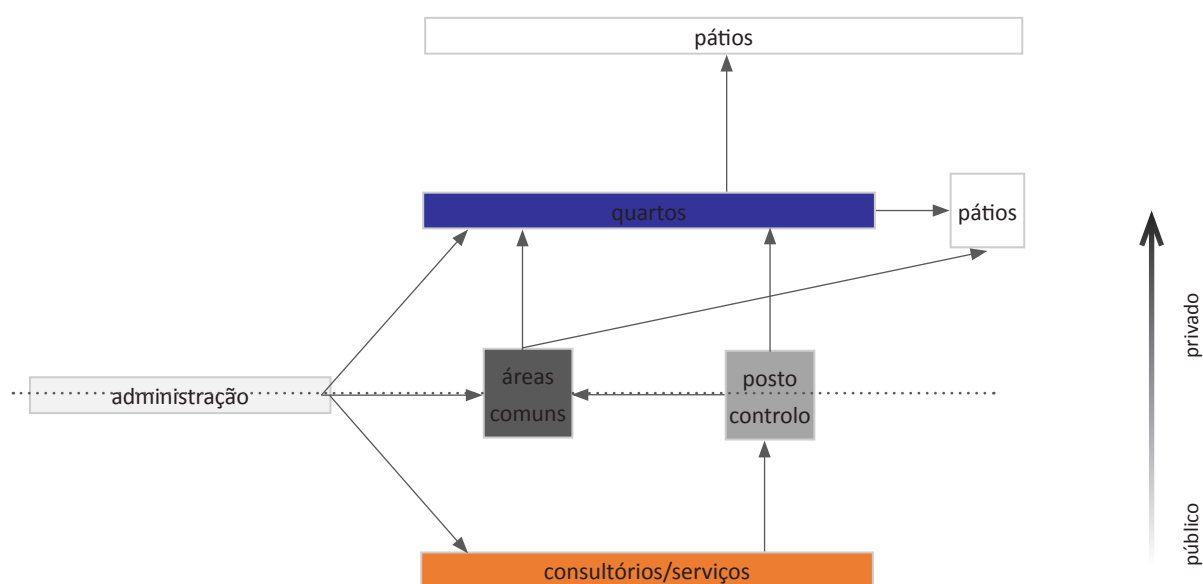 pátios
quartos
pátios
privado
áreas
comuns
posto
controlo
administração
público
consultórios/serviços